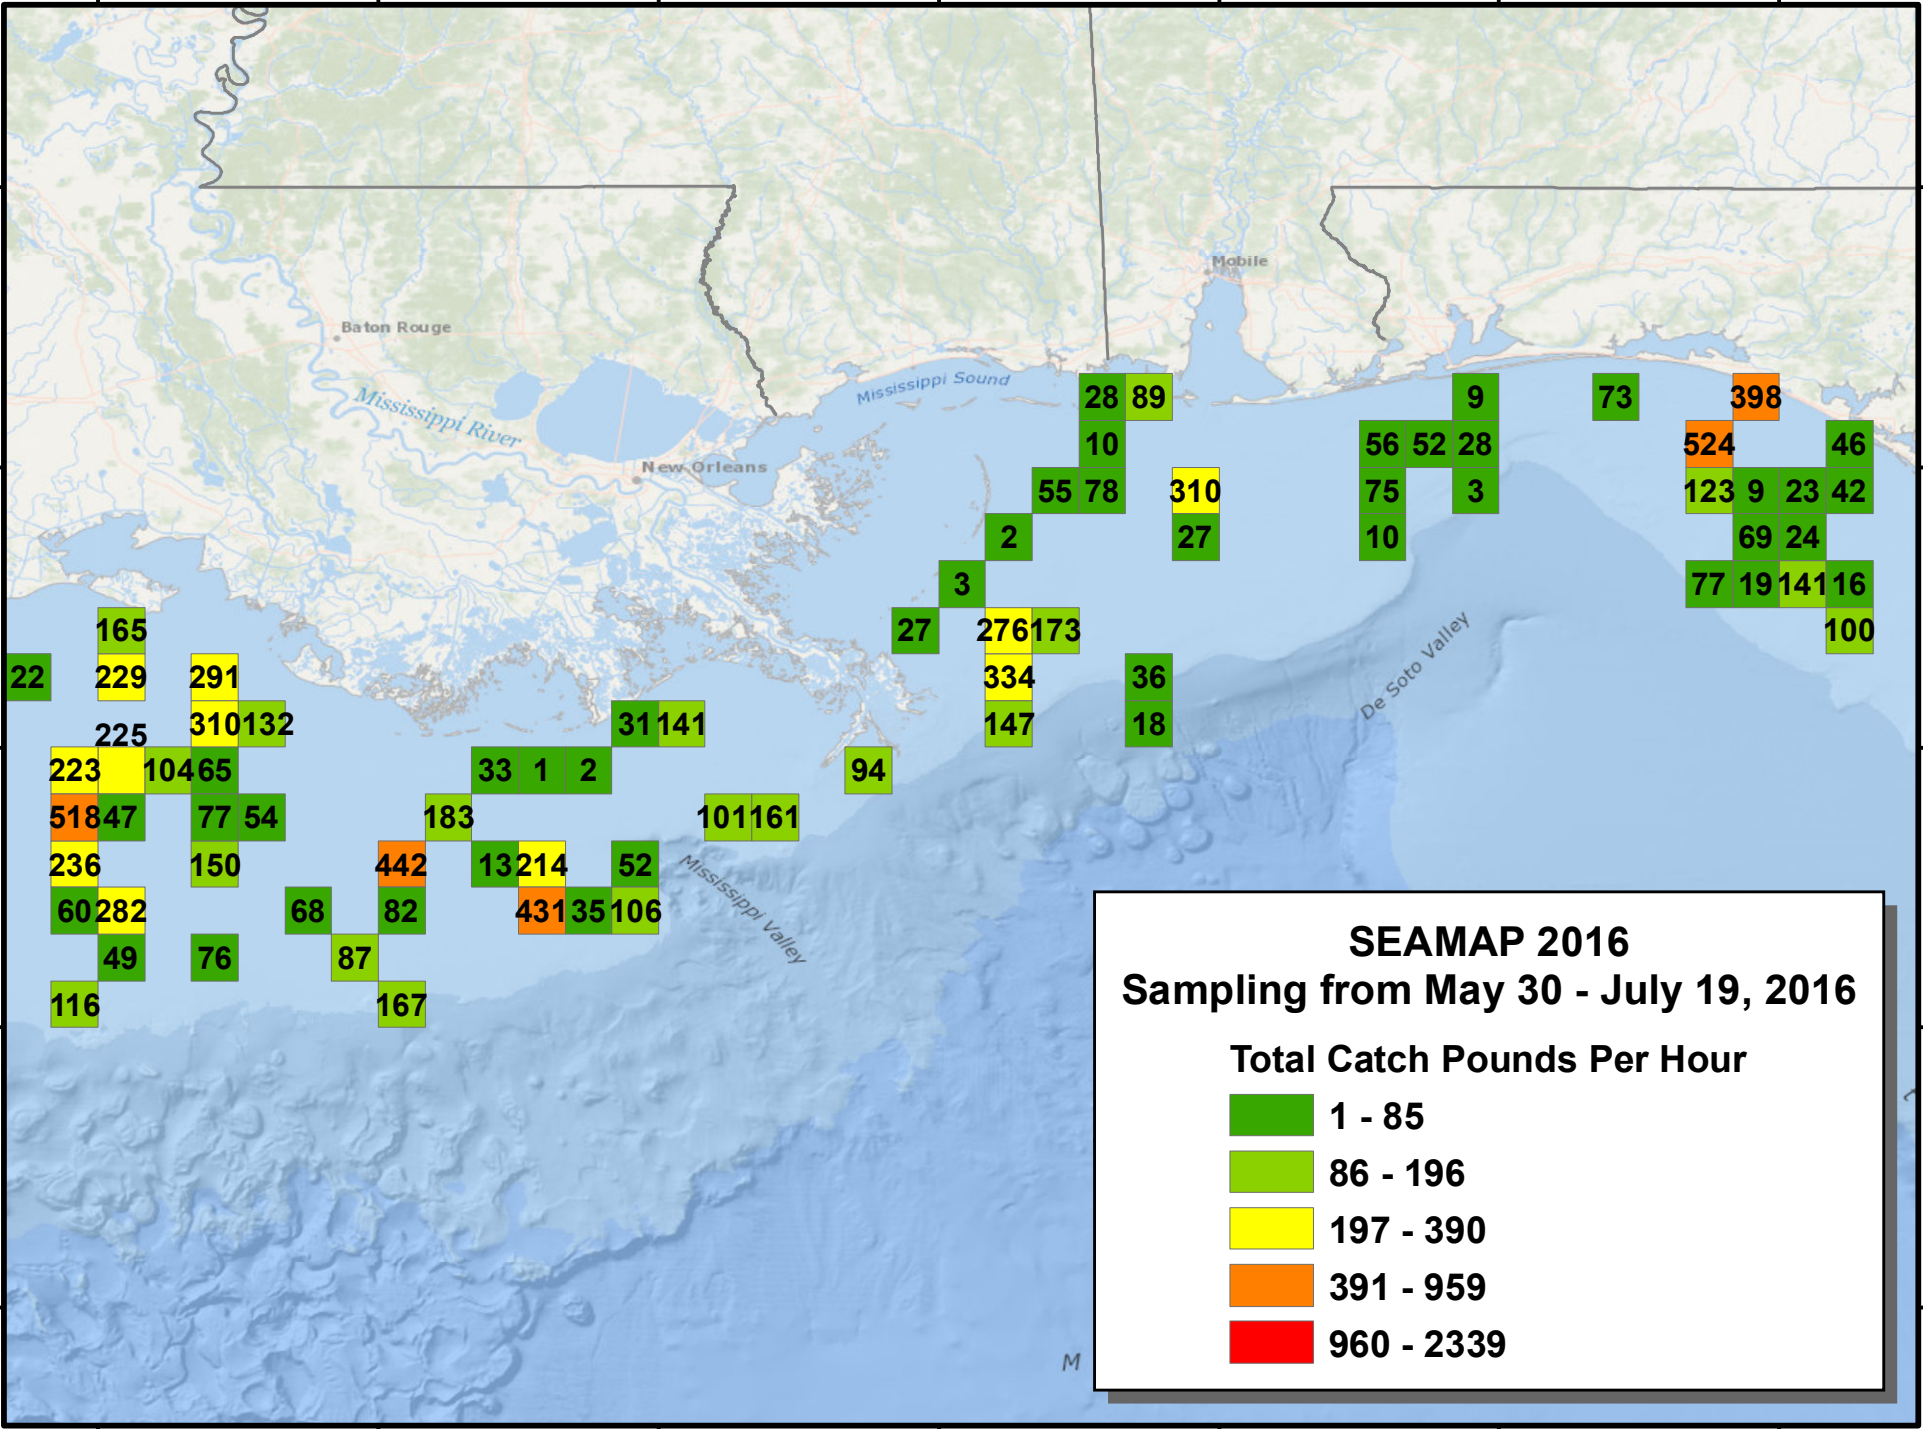 Mobile
Baton Rouge
Mississippi Sound
28 89 9 73 398
Mississippi River
10 56 52 28 524 46
New Orleans
55 78 310 75 3 123 9 23 42
2 27 10 69 24
3 77 19 141 16
165 27 276 173 100
De Soto Valley
22 229 291 334 36
310 132 31 141 147 18
225
223 104 65 33 1 2 94
518 47 77 54 183 101 161
236 150 442 13 214 52
Mississippi Valley
60 282 68 82 431 35 106
49 76 87
116 167
SEAMAP 2016
Sampling from May 30 - July 19, 2016
Total Catch Pounds Per Hour
1 - 85
86 - 196
197 - 390
391 - 959
960 - 2339
M